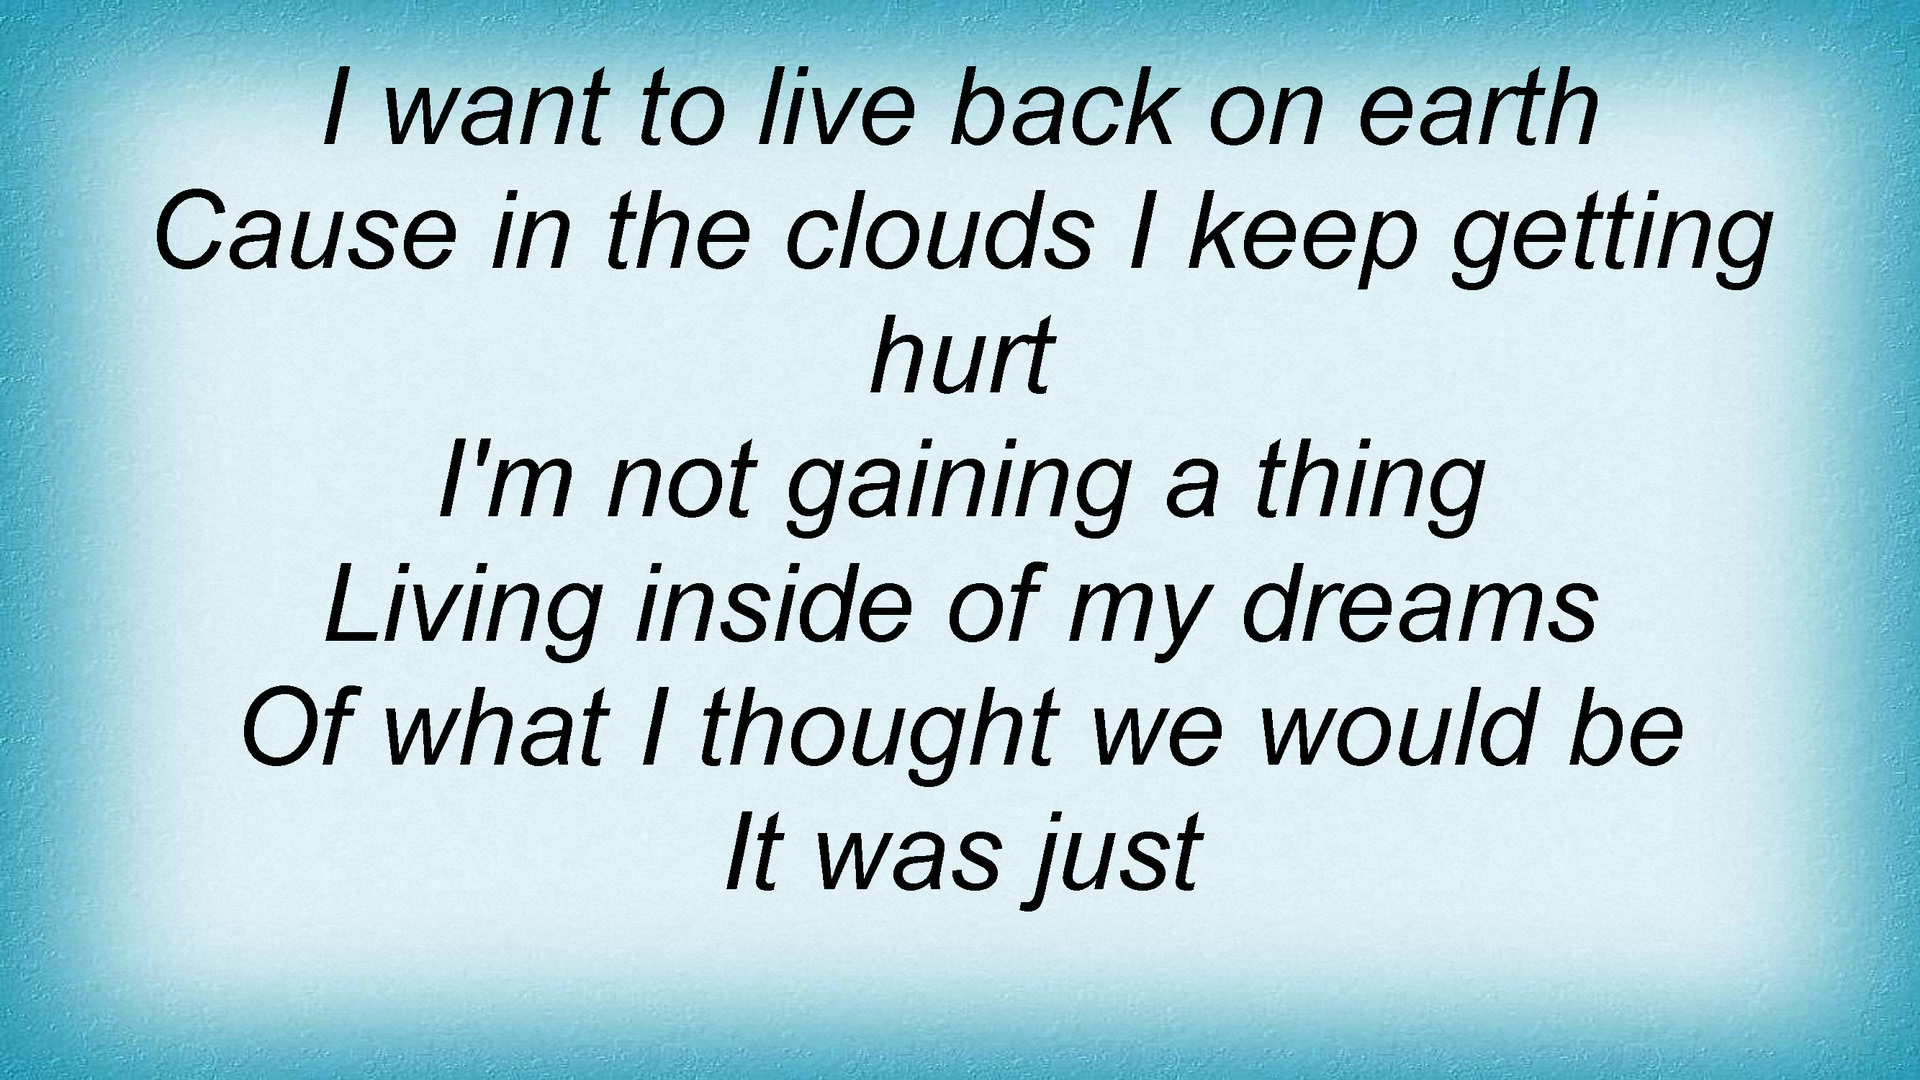 I want to live back on earth
Cause in the clouds I keep getting
hurt
I'm not gaining a thing
Living inside of my dreams
Of what I thought we would be
It was just